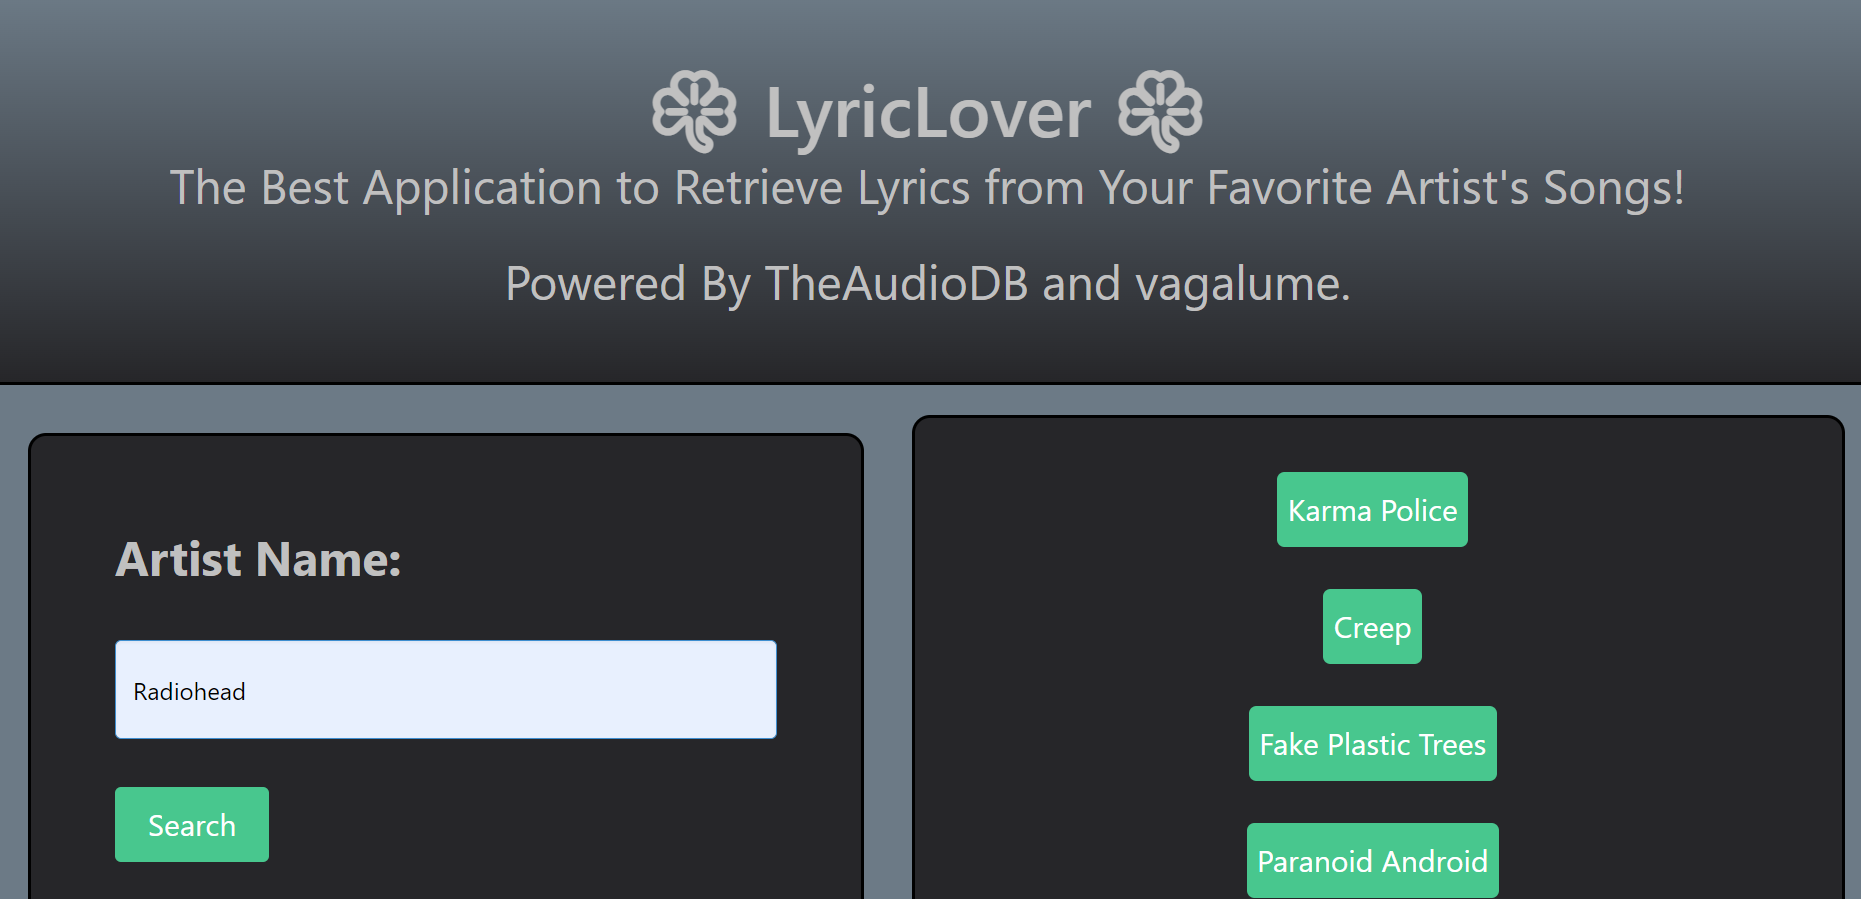 LyricLover
The Best Application to Retrieve Lyrics from Your Favorite Artist's Songs!
Powered By TheAudioDB and vagalume.
Artist Name:
Radiohead
Search
Karma Police
Creep
Fake Plastic Trees
Paranoid Android